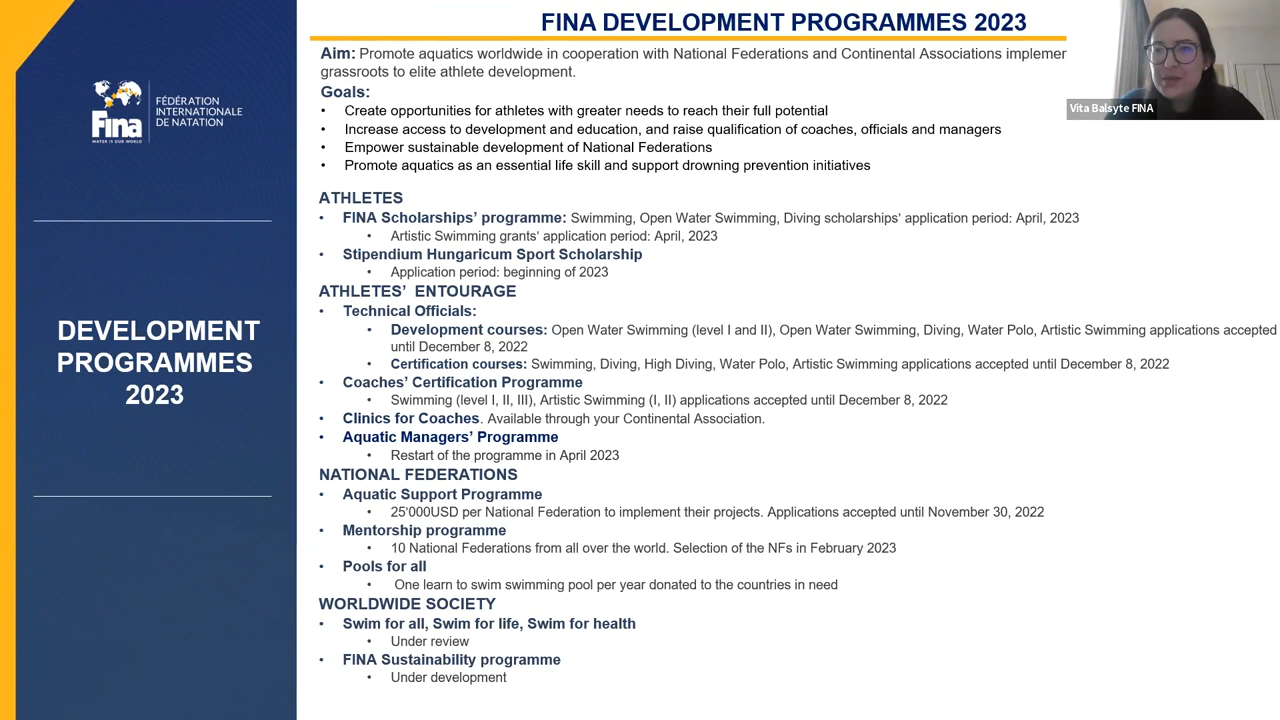 FINA DEVELOPMENT PROGRAMMES 2023
Aim: Promote aquatics worldwide in cooperation with National Federations and Continental Associations implemer
grassroots to elite athlete development.
Goals:
• Create opportunities for athletes with greater needs to reach their full potential
• Increase access to development and education, and raise qualification of coaches, officials and managers
• Empower sustainable development of National Federations
• Promote aquatics as an essential life skill and support drowning prevention initiatives
Vita Balsyte FINA
fina
WATER IS OUR WORLD
FÉDÉRATION
INTERNATIONALE
DE NATATION
DEVELOPMENT
PROGRAMMES
2023
ATHLETES
• FINA Scholarships' programme: Swimming, Open Water Swimming, Diving scholarships' application period: April, 2023
• Artistic Swimming grants' application period: April, 2023
• Stipendium Hungaricum Sport Scholarship
• Application period: beginning of 2023
ATHLETES' ENTOURAGE
• Technical Officials:
• Development courses: Open Water Swimming (level I and II), Open Water Swimming, Diving, Water Polo, Artistic Swimming applications accepted
until December 8, 2022
• Certification courses: Swimming, Diving, High Diving, Water Polo, Artistic Swimming applications accepted until December 8, 2022
• Coaches' Certification Programme
• Swimming (level I, II, III), Artistic Swimming (I, II) applications accepted until December 8, 2022
• Clinics for Coaches. Available through your Continental Association.
• Aquatic Managers' Programme
• Restart of the programme in April 2023
NATIONAL FEDERATIONS
• Aquatic Support Programme
• 25'000USD per National Federation to implement their projects. Applications accepted until November 30, 2022
• Mentorship programme
• 10 National Federations from all over the world. Selection of the NFs in February 2023
• Pools for all
• One learn to swim swimming pool per year donated to the countries in need
WORLDWIDE SOCIETY
• Swim for all, Swim for life, Swim for health
• Under review
• FINA Sustainability programme
• Under development